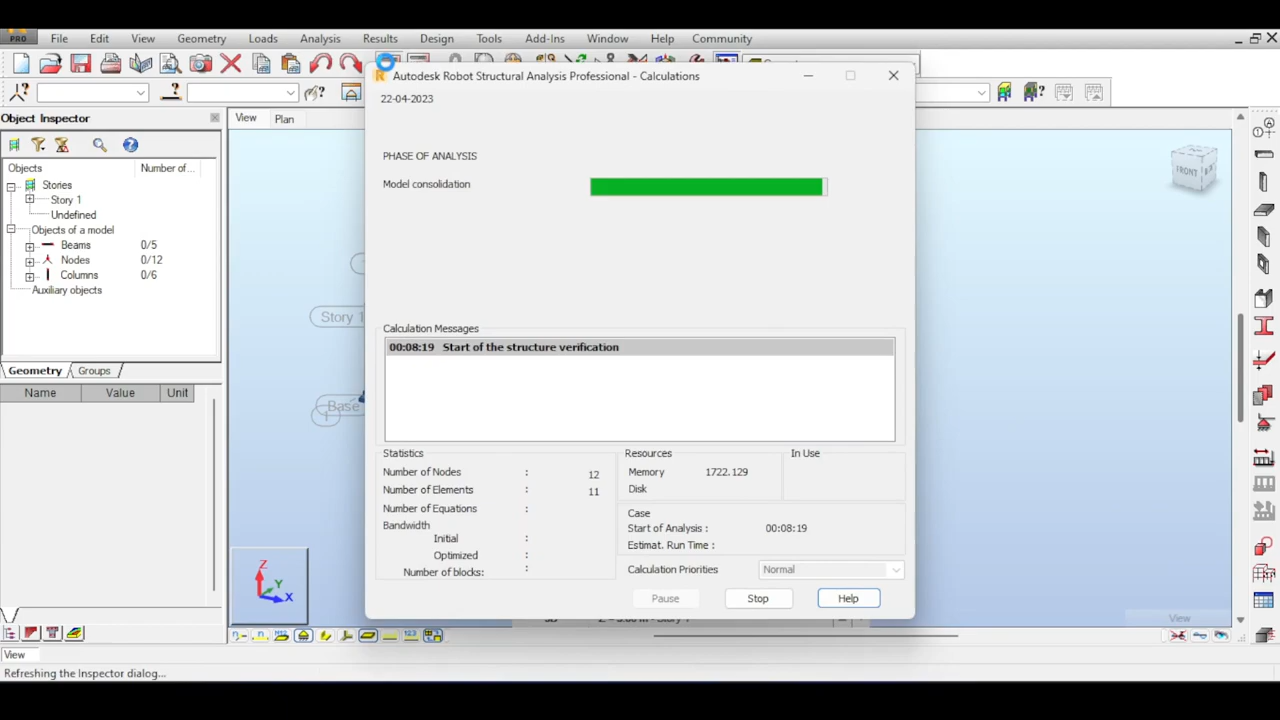 PRO File Edit View Geometry Loads Analysis Results Design Tools Add-Ins Window Help Community
Autodesk Robot Structural Analysis Professional - Calculations
22-04-2023
PHASE OF ANALYSIS
Model consolidation
Calculation Messages
00:08:19 Start of the structure verification
Statistics
Number of Nodes : 12
Number of Elements : 11
Number of Equations :
Bandwidth
Initial :
Optimized :
Number of blocks: :
Resources
In Use
Memory 1722.129
Disk
Case
Start of Analysis : 00:08:19
Estimat. Run Time :
Calculation Priorities Normal
Pause Stop Help
Object Inspector
Objects Number of...
Stories
Story 1
Undefined
Objects of a model
Beams 0/5
Nodes 0/12
Columns 0/6
Auxiliary objects
Geometry Groups
Name Value Unit
View Plan
Story 1
Base
1
FRONT
Z
Y
X
View
View
Refreshing the Inspector dialog...